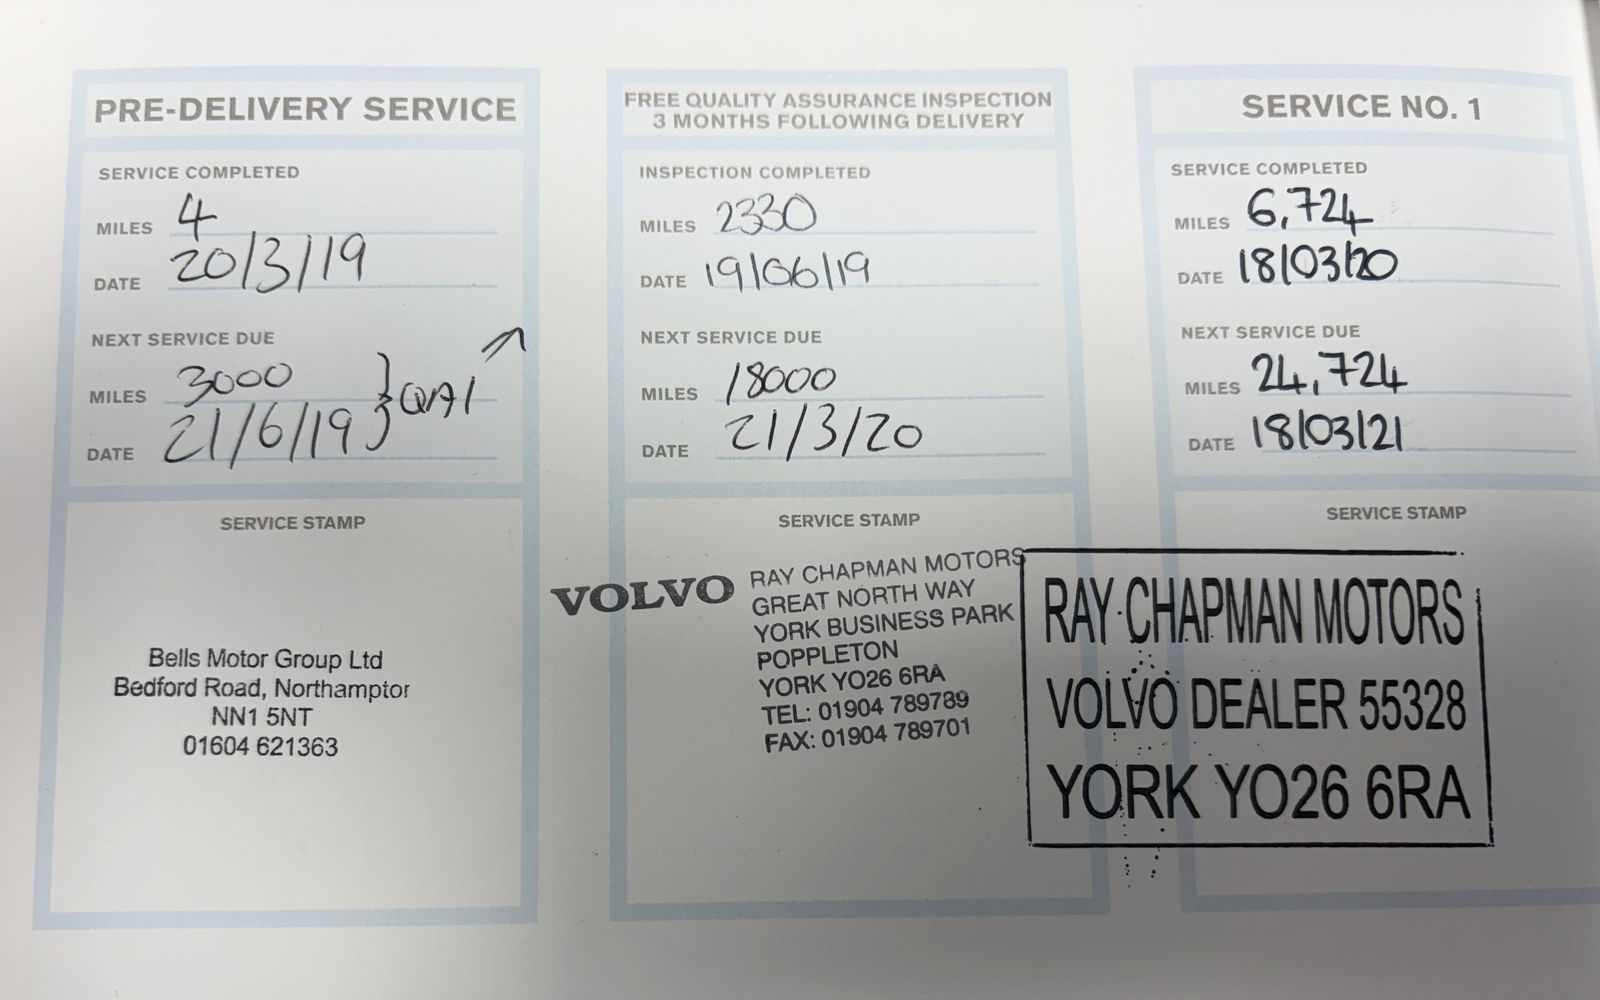 PRE-DELIVERY SERVICE
SERVICE COMPLETED
MILES 4
DATE 20/3/19
NEXT SERVICE DUE
MILES 3000
DATE 21/6/19
} QA1
SERVICE STAMP
Bells Motor Group Ltd
Bedford Road, Northampton
NN1 5NT
01604 621363
FREE QUALITY ASSURANCE INSPECTION
3 MONTHS FOLLOWING DELIVERY
INSPECTION COMPLETED
MILES 2330
DATE 19/06/19
NEXT SERVICE DUE
MILES 18000
DATE 21/3/20
SERVICE STAMP
VOLVO
RAY CHAPMAN MOTORS
GREAT NORTH WAY
YORK BUSINESS PARK
POPPLETON
YORK YO26 6RA
TEL: 01904 789789
FAX: 01904 789701
SERVICE NO. 1
SERVICE COMPLETED
MILES 6,724
DATE 18/03/20
NEXT SERVICE DUE
MILES 24,724
DATE 18/03/21
SERVICE STAMP
RAY CHAPMAN MOTORS
VOLVO DEALER 55328
YORK YO26 6RA